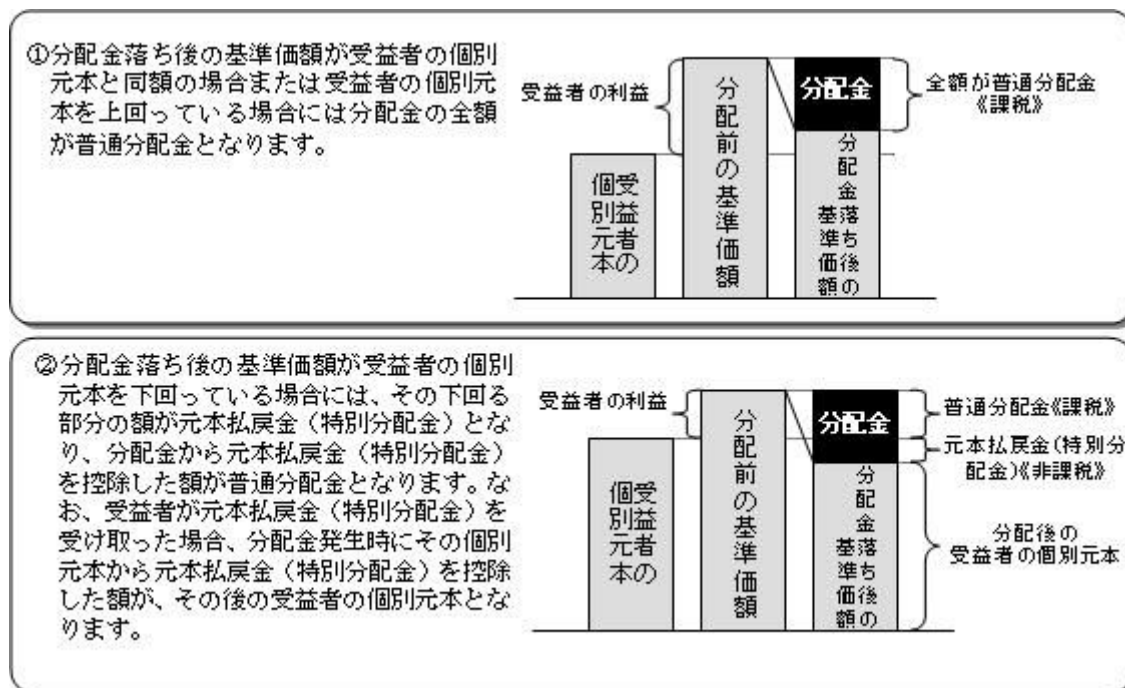 ①分配金落ち後の基準価額が受益者の個別
元本と同額の場合または受益者の個別元
本を上回っている場合には分配金の全額
が普通分配金となります。
受益者の利益
受益者の
個別元本
分配前の基準価額
分配金
分配金落ち後の
基準価額
全額が普通分配金
《課税》
②分配金落ち後の基準価額が受益者の個別
元本を下回っている場合には、その下回る
部分の額が元本払戻金（特別分配金）とな
り、分配金から元本払戻金（特別分配金）
を控除した額が普通分配金となります。な
お、受益者が元本払戻金（特別分配金）を
受け取った場合、分配金発生時にその個別
元本から元本払戻金（特別分配金）を控除
した額が、その後の受益者の個別元本とな
ります。
受益者の利益
受益者の
個別元本
分配前の基準価額
分配金
分配金落ち後の
基準価額
普通分配金《課税》
元本払戻金(特別分
配金)《非課税》
分配後の
受益者の個別元本